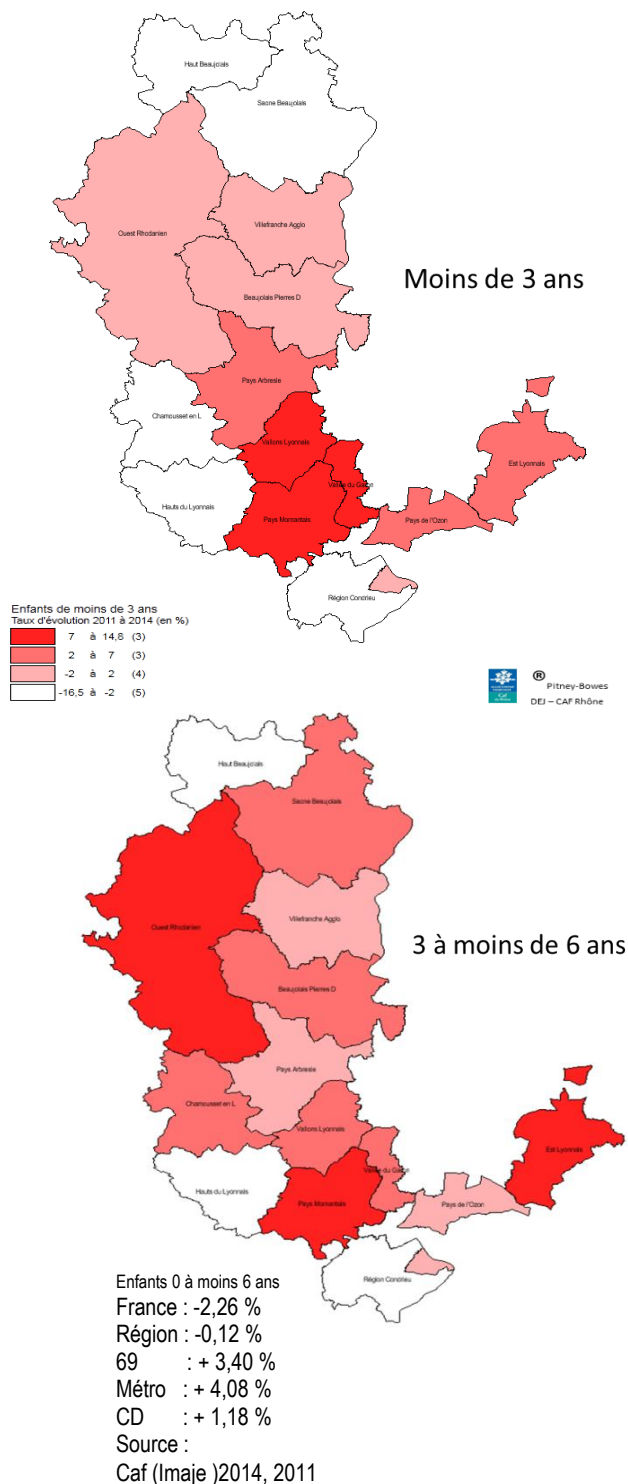 Haut Beaujolais
Saone Beaujolais
Ouest Rhodanien
Villefranche Agglo
Moins de 3 ans
Beaujolais Pierres D
Pays Arbresle
Chamousset en L
Vallons Lyonnais
Est Lyonnais
Vallée du Garon
Hauts du Lyonnais
Pays Mornantais
Pays de l'Ozon
Région Condrieu
Enfants de moins de 3 ans
Taux d'évolution 2011 à 2014 (en %)
7 à 14,8 (3)
2 à 7 (3)
-2 à 2 (4)
-16,5 à -2 (5)
®
Pitney-Bowes
DEJ – CAF Rhône
Haut Beaujolais
Saone Beaujolais
Ouest Rhodanien
Villefranche Agglo
3 à moins de 6 ans
Beaujolais Pierres D
Pays Arbresle
Chamousset en L
Vallons Lyonnais
Est Lyonnais
Vallée du Garon
Hauts du Lyonnais
Pays Mornantais
Pays de l'Ozon
Région Condrieu
Enfants 0 à moins 6 ans
France : -2,26 %
Région : -0,12 %
69 : + 3,40 %
Métro : + 4,08 %
CD : + 1,18 %
Source :
Caf (Imaje )2014, 2011